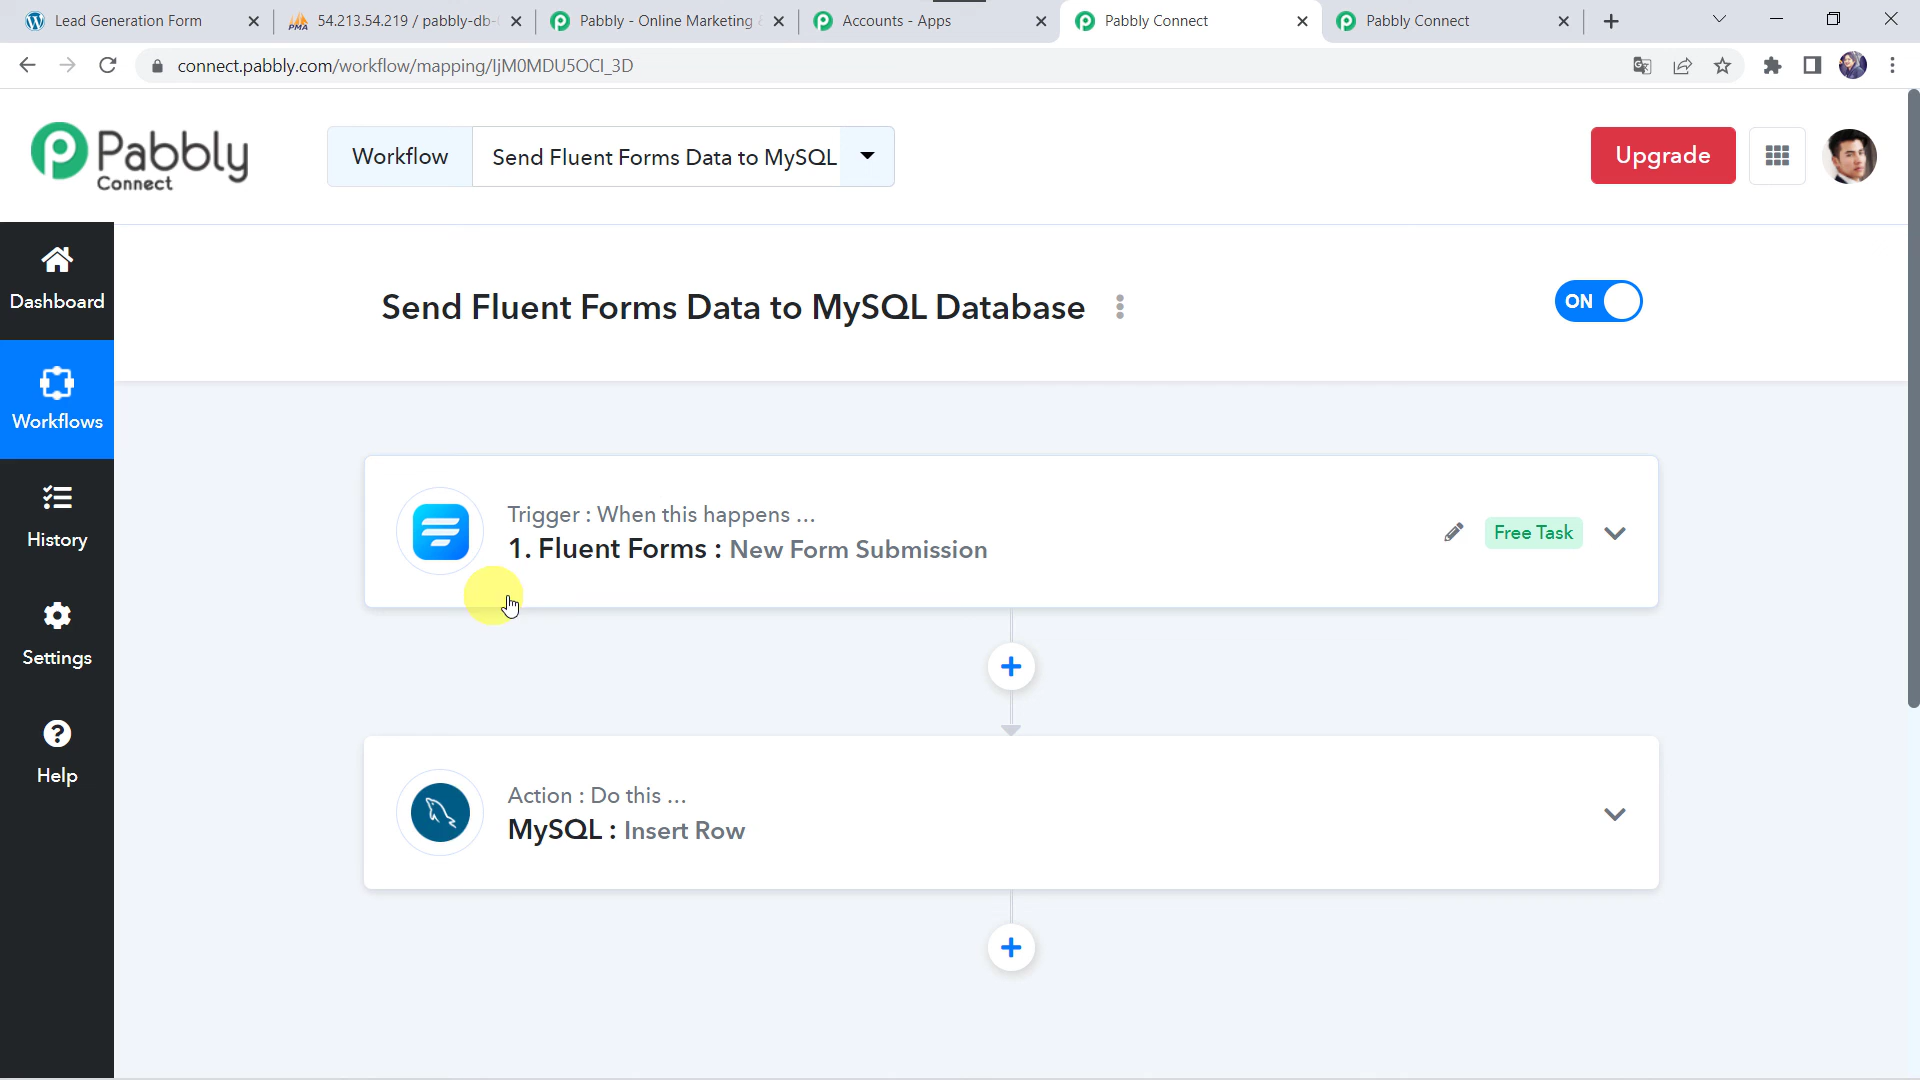 Lead Generation Form
54.213.54.219 / pabbly-db-
Pabbly - Online Marketing &
Accounts - Apps
Pabbly Connect
Pabbly Connect
connect.pabbly.com/workflow/mapping/IjM0MDU5OCI_3D
Pabbly
Connect
Workflow
Send Fluent Forms Data to MySQL
Upgrade
Dashboard
Workflows
History
Settings
Help
Send Fluent Forms Data to MySQL Database
ON
Trigger : When this happens ...
1. Fluent Forms : New Form Submission
Free Task
Action : Do this ...
MySQL : Insert Row